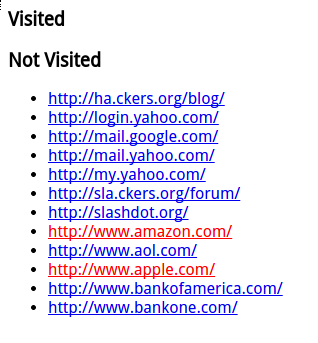 Visited
Not Visited
http://ha.ckers.org/blog/
http://login.yahoo.com/
http://mail.google.com/
http://mail.yahoo.com/
http://my.yahoo.com/
http://sla.ckers.org/forum/
http://slashdot.org/
http://www.amazon.com/
http://www.aol.com/
http://www.apple.com/
http://www.bankofamerica.com/
http://www.bankone.com/